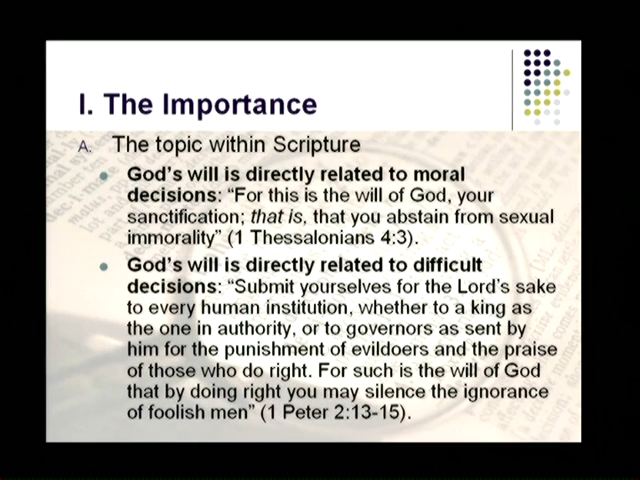 I. The Importance
A. The topic within Scripture
God's will is directly related to moral
decisions: “For this is the will of God, your
sanctification; that is, that you abstain from sexual
immorality” (1 Thessalonians 4:3).
God's will is directly related to difficult
decisions: “Submit yourselves for the Lord's sake
to every human institution, whether to a king as
the one in authority, or to governors as sent by
him for the punishment of evildoers and the praise
of those who do right. For such is the will of God
that by doing right you may silence the ignorance
of foolish men” (1 Peter 2:13-15).